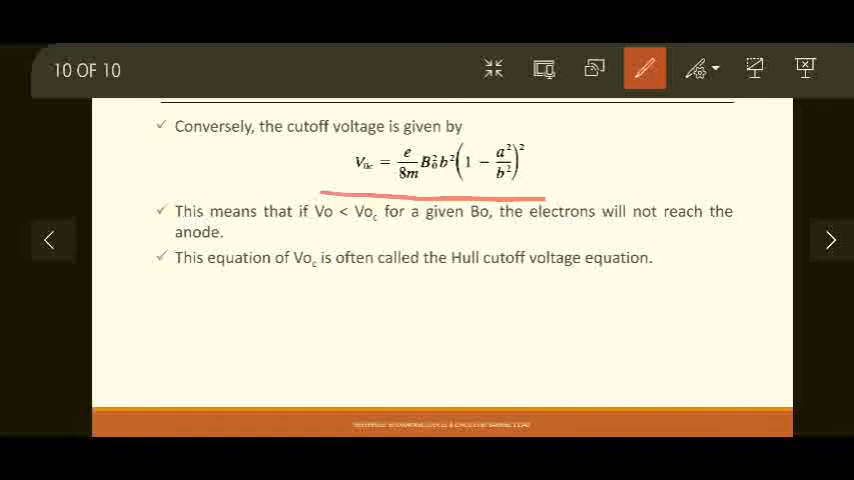 10 OF 10
✓ Conversely, the cutoff voltage is given by
V₀c = e/8m B₀² b² (1 − a²/b²)²
✓ This means that if Vo < Voc for a given Bo, the electrons will not reach the
anode.
✓ This equation of Voc is often called the Hull cutoff voltage equation.